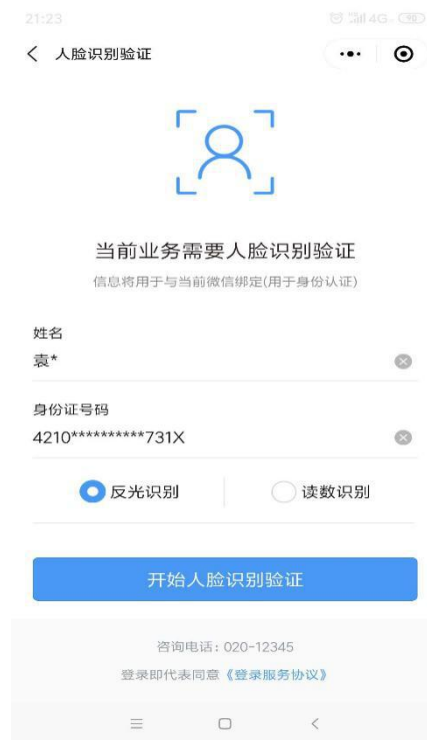 21:23
4G
90
人脸识别验证
当前业务需要人脸识别验证
信息将用于与当前微信绑定(用于身份认证)
姓名
袁*
身份证号码
4210**********731X
反光识别
读数识别
开始人脸识别验证
咨询电话：020-12345
登录即代表同意《登录服务协议》